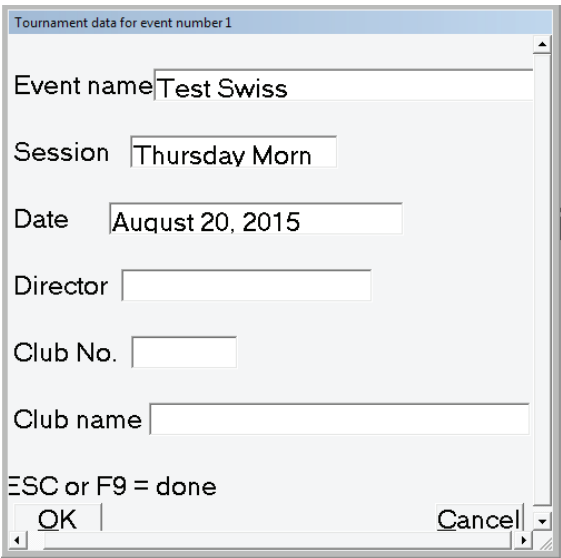 Tournament data for event number 1
Event name Test Swiss
Session Thursday Morn
Date August 20, 2015
Director
Club No.
Club name
ESC or F9 = done
OK Cancel